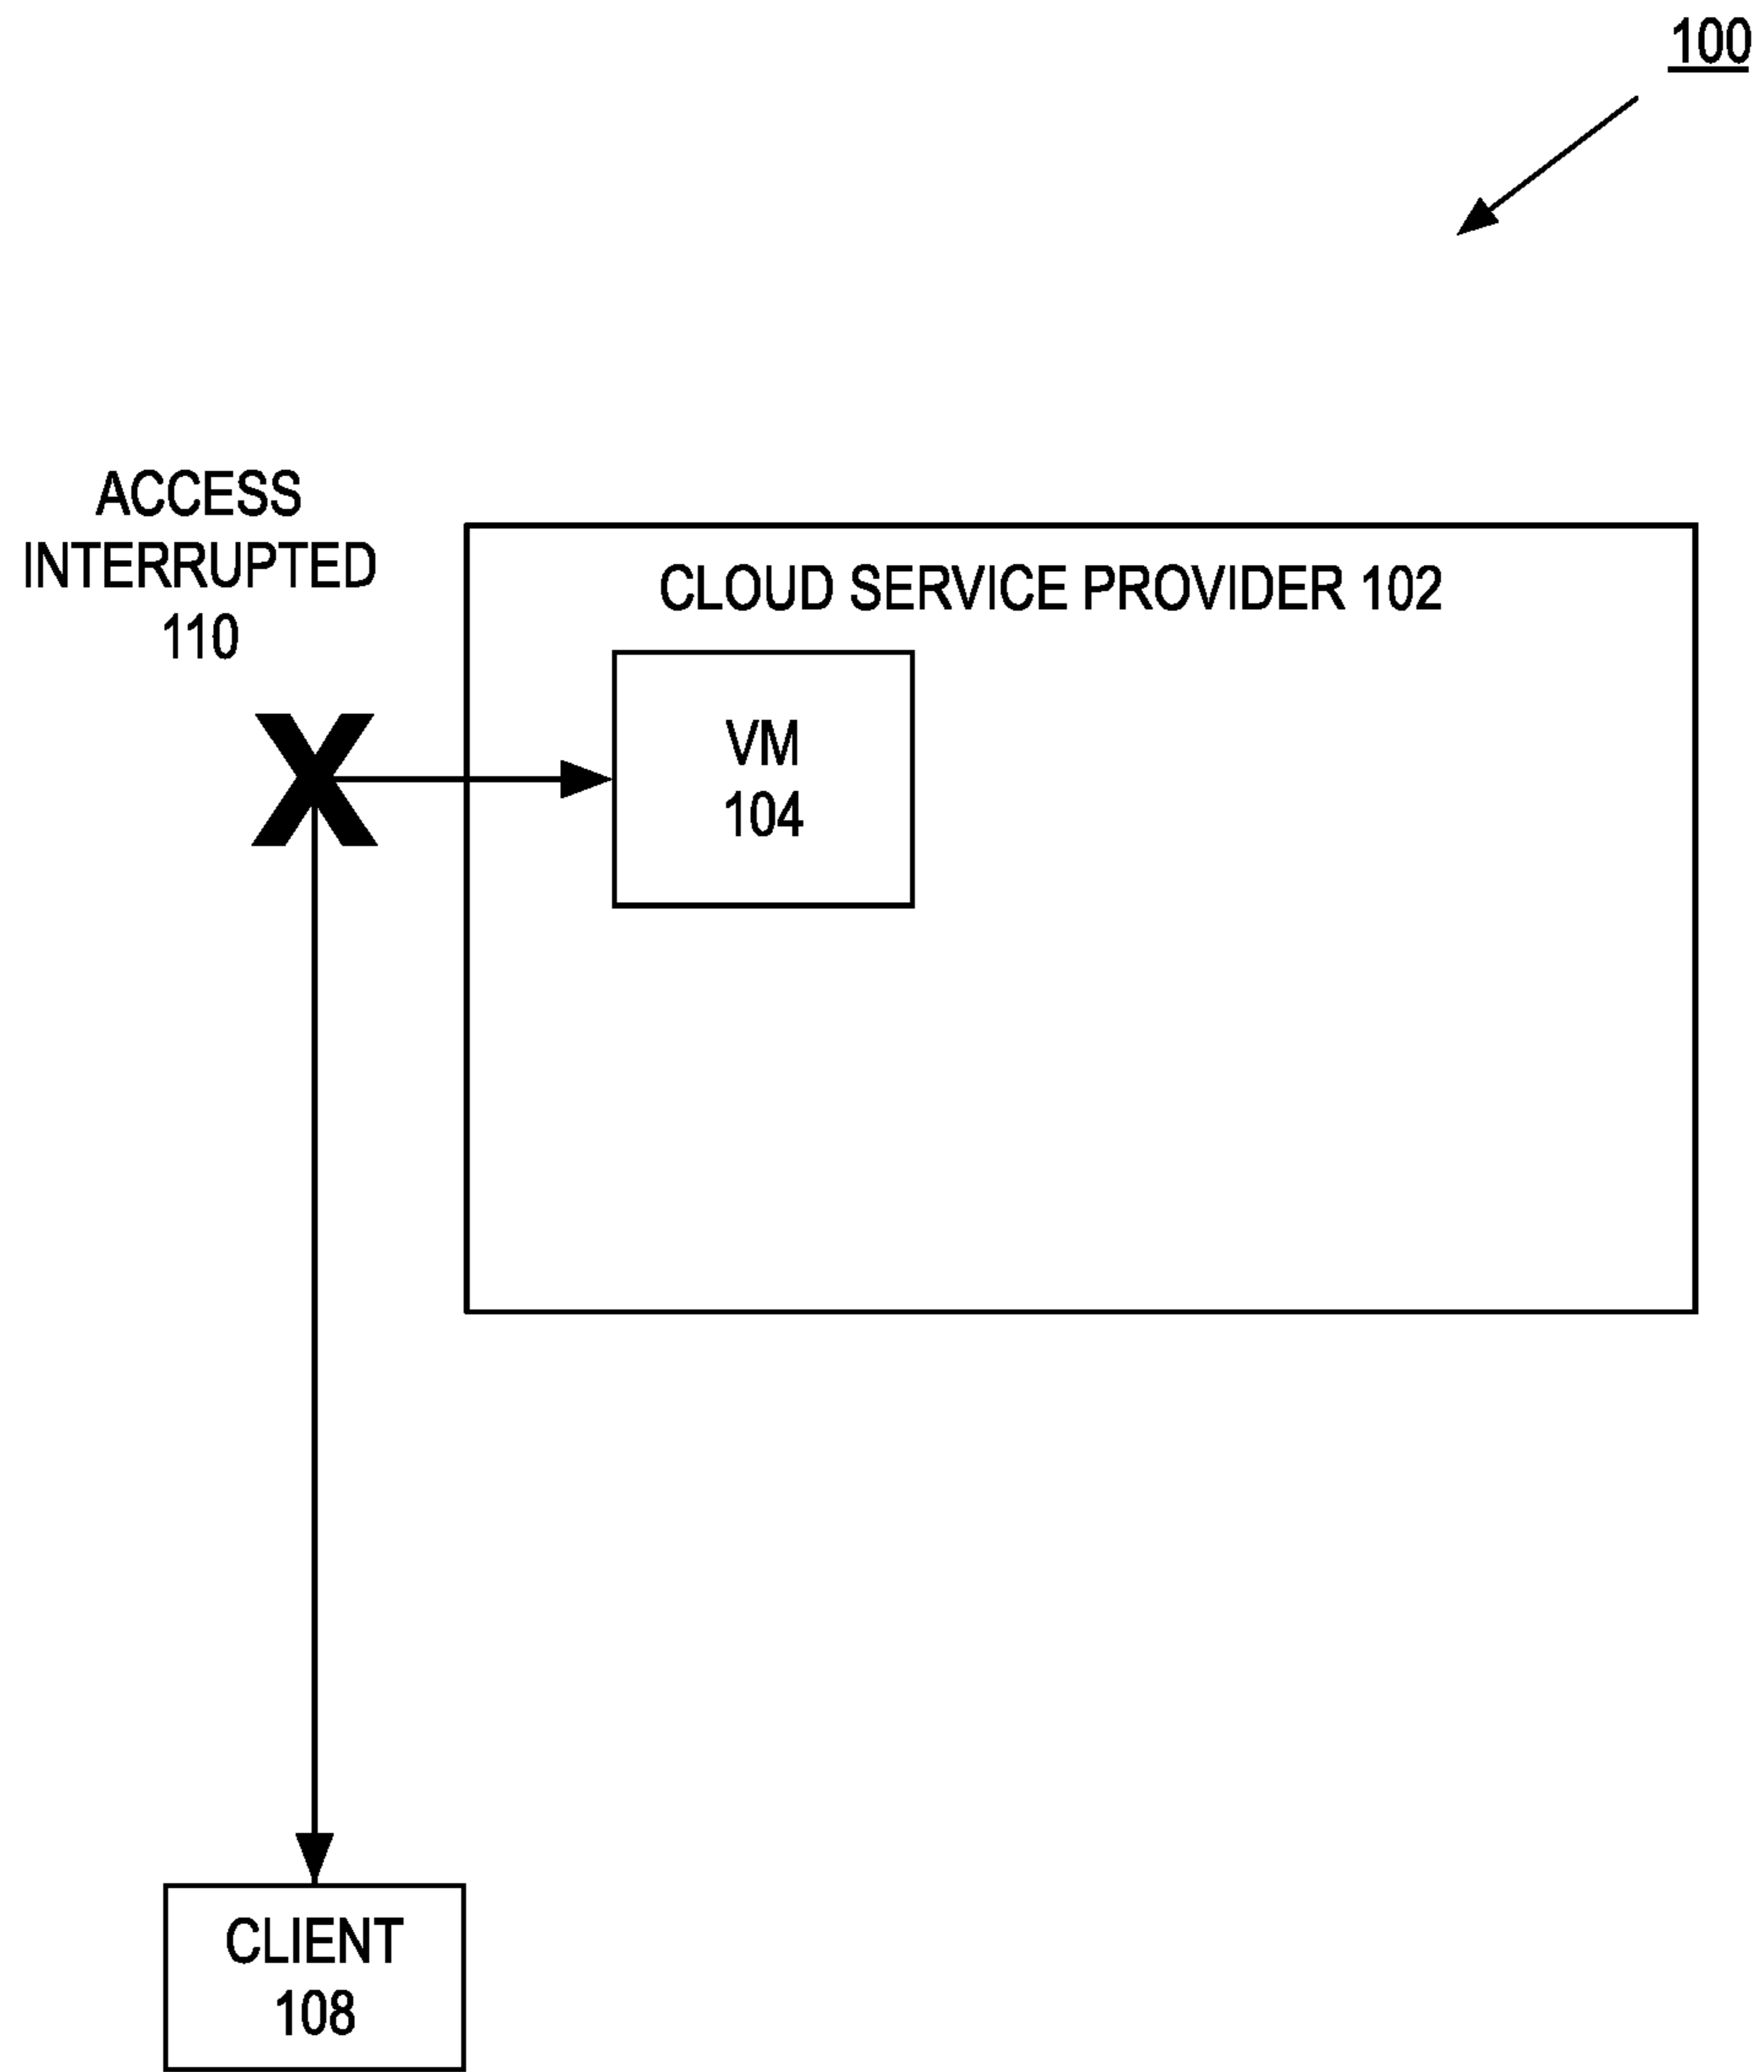 100
ACCESS
INTERRUPTED
110
CLOUD SERVICE PROVIDER 102
VM
104
CLIENT
108